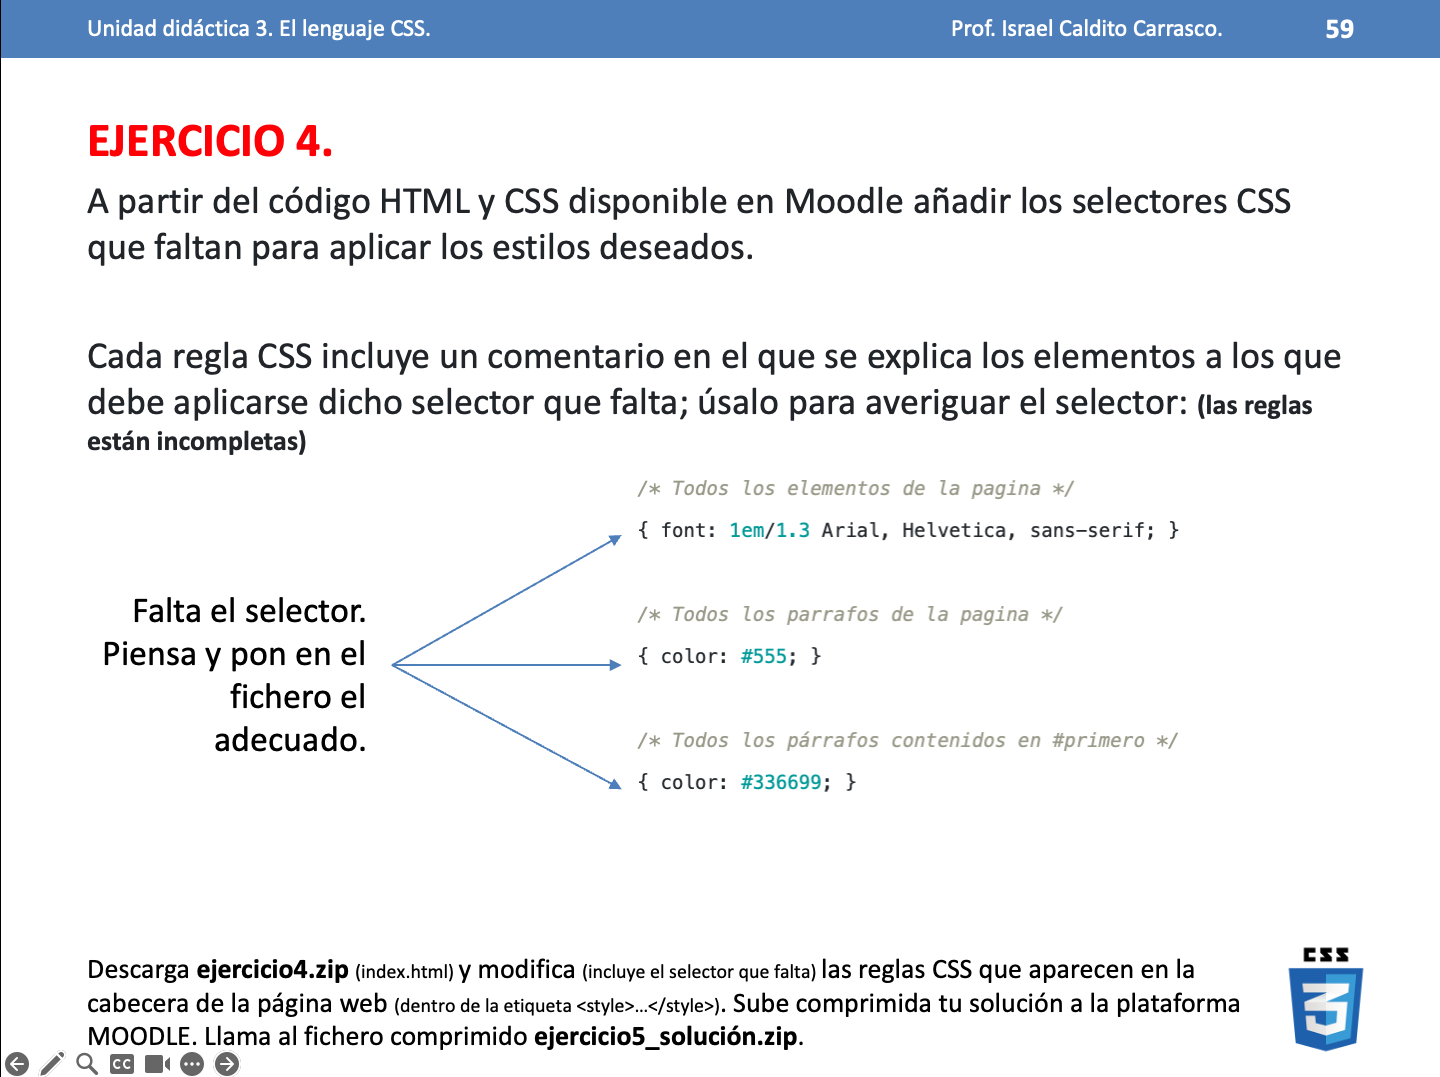 Unidad didáctica 3. El lenguaje CSS.
Prof. Israel Caldito Carrasco.
59
EJERCICIO 4.
A partir del código HTML y CSS disponible en Moodle añadir los selectores CSS
que faltan para aplicar los estilos deseados.
Cada regla CSS incluye un comentario en el que se explica los elementos a los que
debe aplicarse dicho selector que falta; úsalo para averiguar el selector: (las reglas
están incompletas)
/* Todos los elementos de la pagina */
{ font: 1em/1.3 Arial, Helvetica, sans-serif; }
/* Todos los parrafos de la pagina */
{ color: #555; }
/* Todos los párrafos contenidos en #primero */
{ color: #336699; }
Falta el selector.
Piensa y pon en el
fichero el
adecuado.
Descarga ejercicio4.zip (index.html) y modifica (incluye el selector que falta) las reglas CSS que aparecen en la
cabecera de la página web (dentro de la etiqueta <style>…</style>). Sube comprimida tu solución a la plataforma
MOODLE. Llama al fichero comprimido ejercicio5_solución.zip.
CSS
3
CC